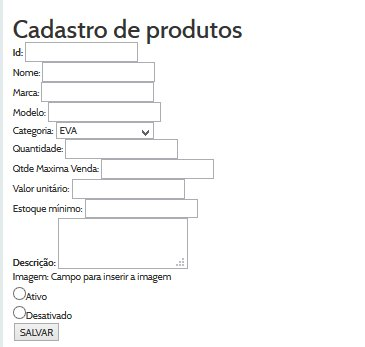 Cadastro de produtos
Id:
Nome:
Marca:
Modelo:
Categoria: EVA
Quantidade:
Qtde Maxima Venda:
Valor unitário:
Estoque mínimo:
Descrição:
Imagem: Campo para inserir a imagem
Ativo
Desativado
SALVAR